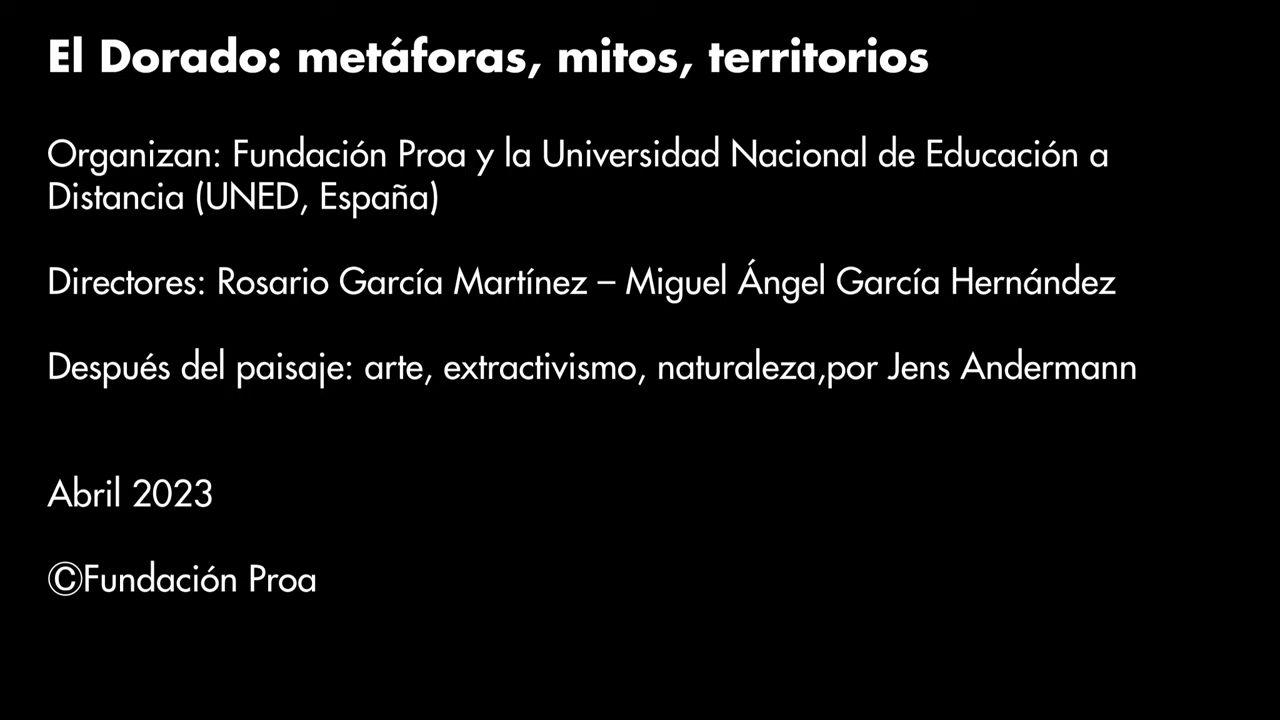 El Dorado: metáforas, mitos, territorios
Organizan: Fundación Proa y la Universidad Nacional de Educación a
Distancia (UNED, España)
Directores: Rosario García Martínez – Miguel Ángel García Hernández
Después del paisaje: arte, extractivismo, naturaleza,por Jens Andermann
Abril 2023
©Fundación Proa